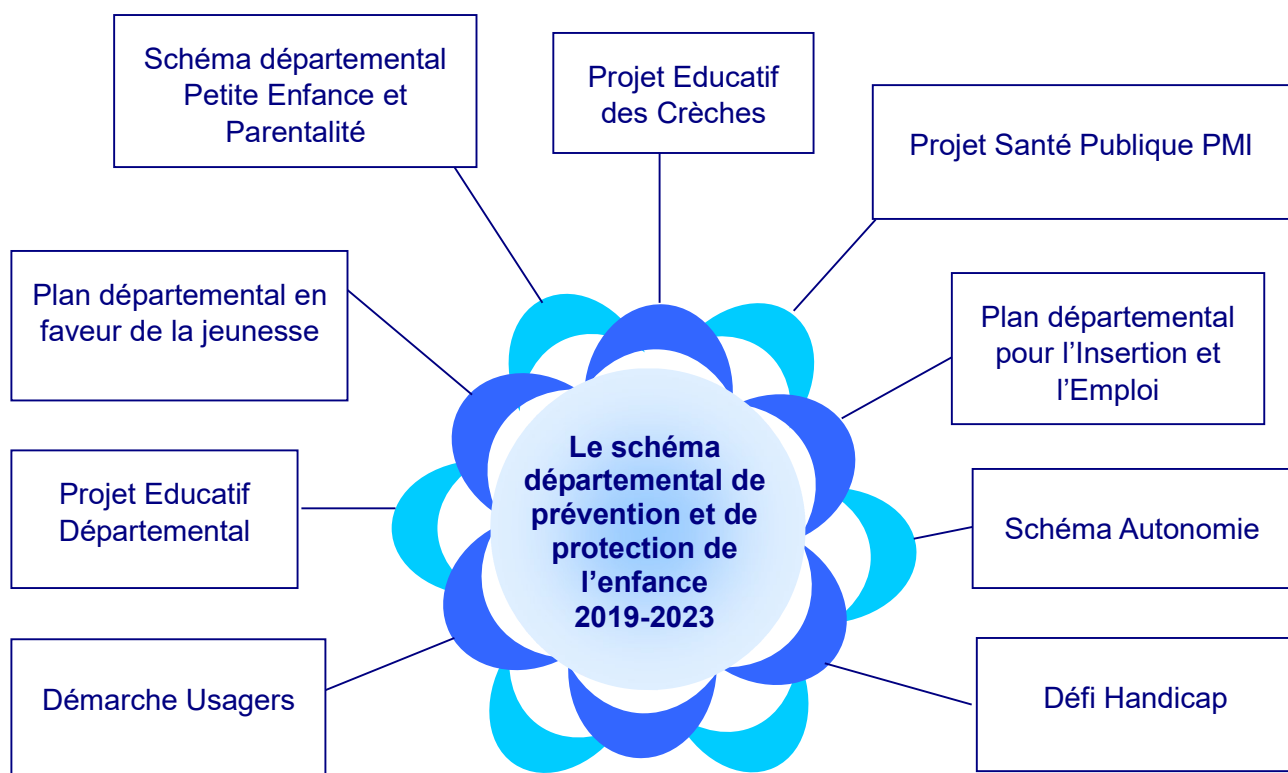 Schéma départemental
Petite Enfance et
Parentalité
Projet Educatif
des Crèches
Projet Santé Publique PMI
Plan départemental en
faveur de la jeunesse
Plan départemental
pour l’Insertion et
l’Emploi
Le schéma
départemental de
prévention et de
protection de
l’enfance
2019-2023
Projet Educatif
Départemental
Schéma Autonomie
Démarche Usagers
Défi Handicap